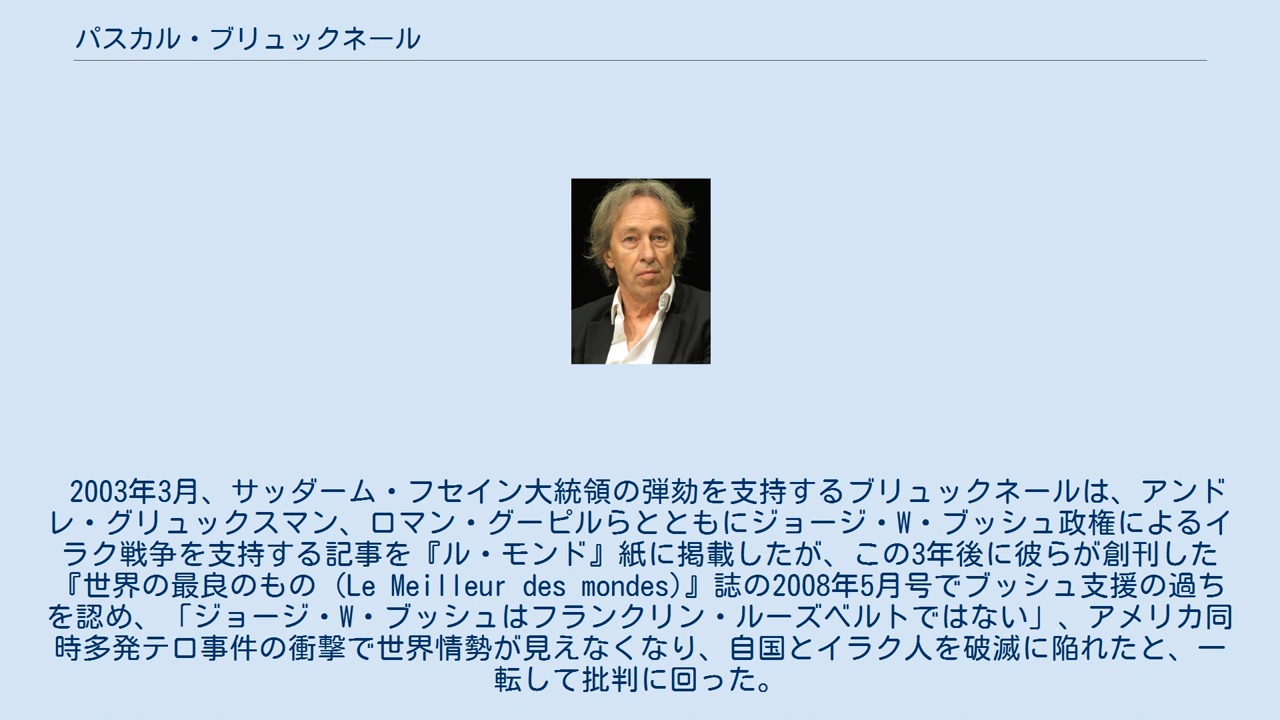 パスカル・ブリュックネール
2003年3月、サッダーム・フセイン大統領の弾劾を支持するブリュックネールは、アンド
レ・グリュックスマン、ロマン・グーピルらとともにジョージ・W・ブッシュ政権によるイ
ラク戦争を支持する記事を『ル・モンド』紙に掲載したが、この3年後に彼らが創刊した
『世界の最良のもの (Le Meilleur des mondes)』誌の2008年5月号でブッシュ支援の過ち
を認め、「ジョージ・W・ブッシュはフランクリン・ルーズベルトではない」、アメリカ同
時多発テロ事件の衝撃で世界情勢が見えなくなり、自国とイラク人を破滅に陥れたと、一
転して批判に回った。